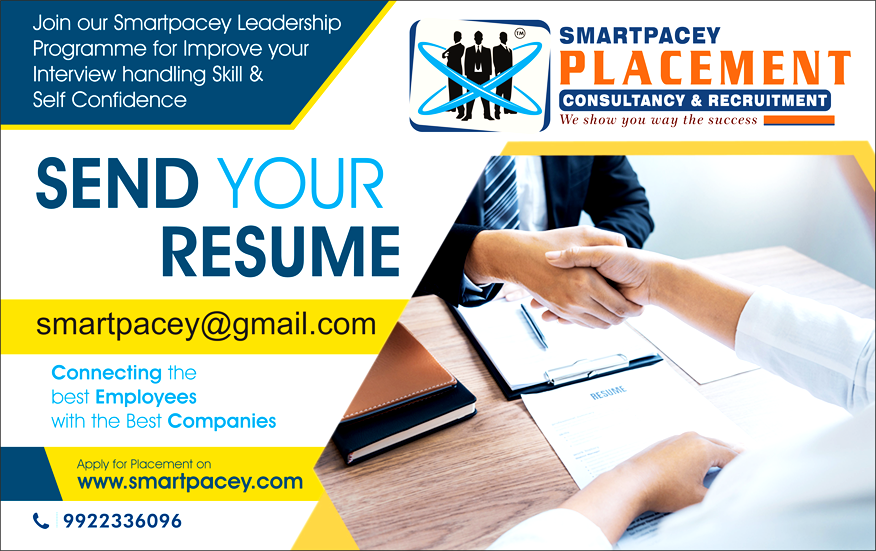 Join our Smartpacey Leadership
Programme for Improve your
Interview handling Skill &
Self Confidence
TM
SMARTPACEY
PLACEMENT
CONSULTANCY & RECRUITMENT
We show you way the success
SEND YOUR
RESUME
smartpacey@gmail.com
Connecting the
best Employees
with the Best Companies
Apply for Placement on
www.smartpacey.com
9922336096
RESUME